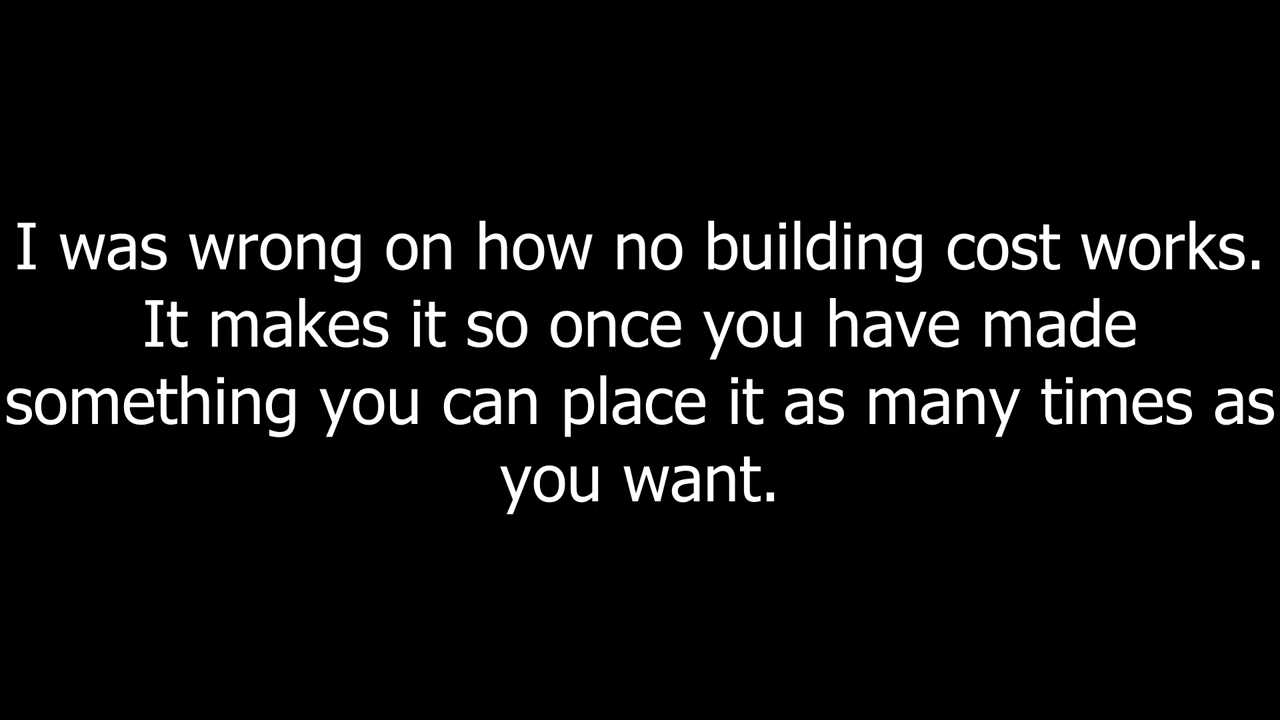 I was wrong on how no building cost works.
It makes it so once you have made
something you can place it as many times as
you want.